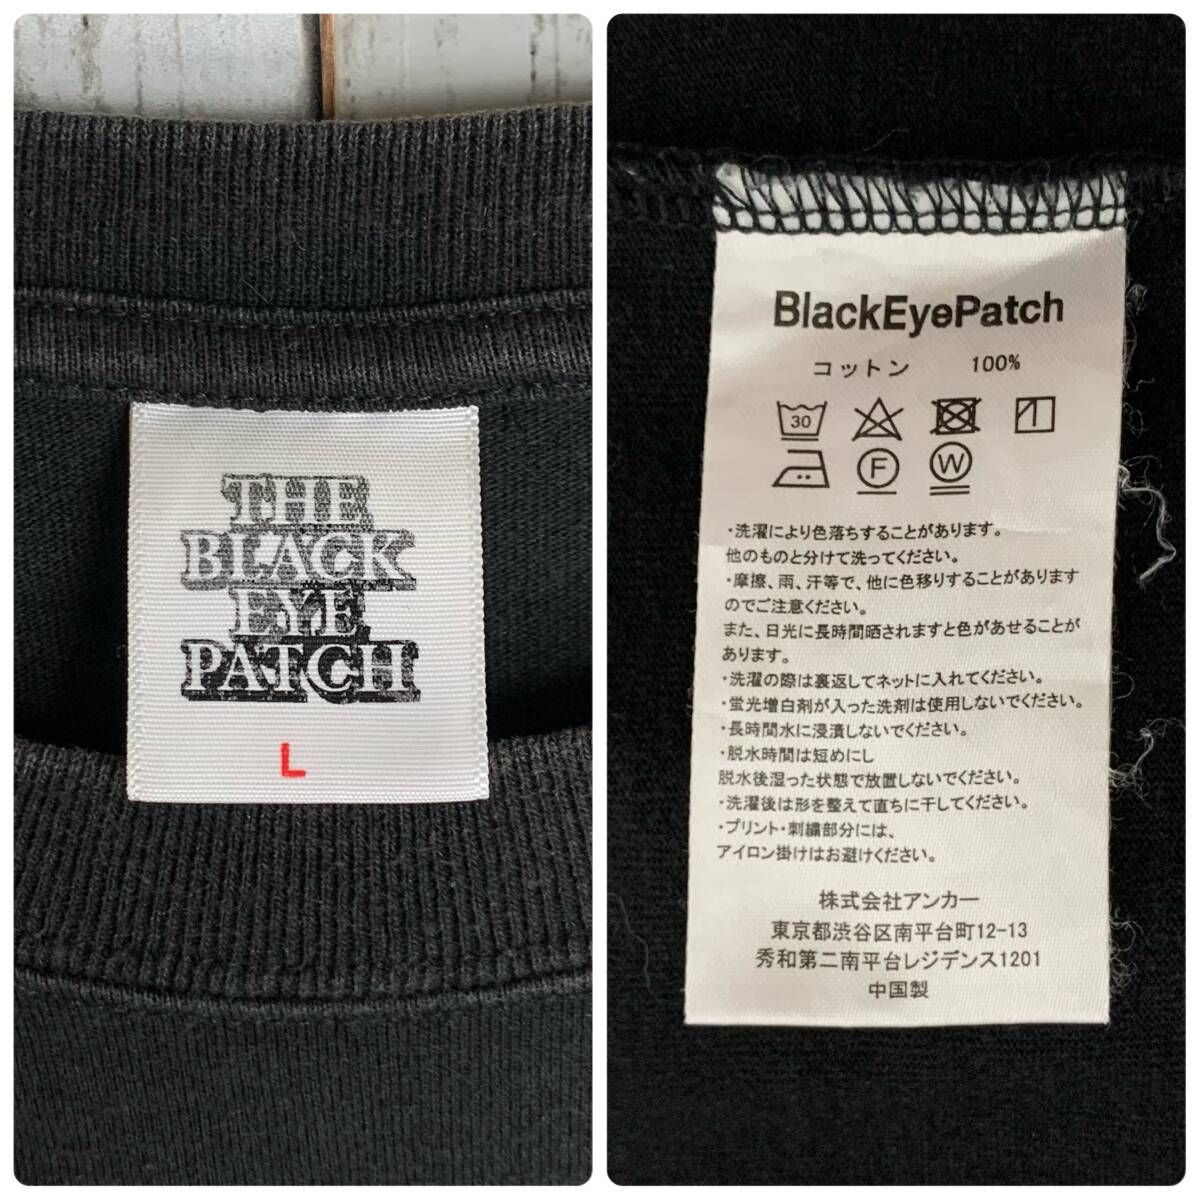 THE
BLACK
EYE
PATCH
L
BlackEyePatch
コットン 100%
30
F W
・洗濯により色落ちすることがあります。
他のものと分けて洗ってください。
・摩擦、雨、汗等で、他に色移りすることがあります
のでご注意ください。
また、日光に長時間晒されますと色があせることが
あります。
・洗濯の際は裏返してネットに入れてください。
・蛍光増白剤が入った洗剤は使用しないでください。
・長時間水に浸漬しないでください。
・脱水時間は短めにし
脱水後湿った状態で放置しないでください。
・洗濯後は形を整えて直ちに干してください。
・プリント・刺繍部分には、
アイロン掛けはお避けください。
株式会社アンカー
東京都渋谷区南平台町12-13
秀和第二南平台レジデンス1201
中国製